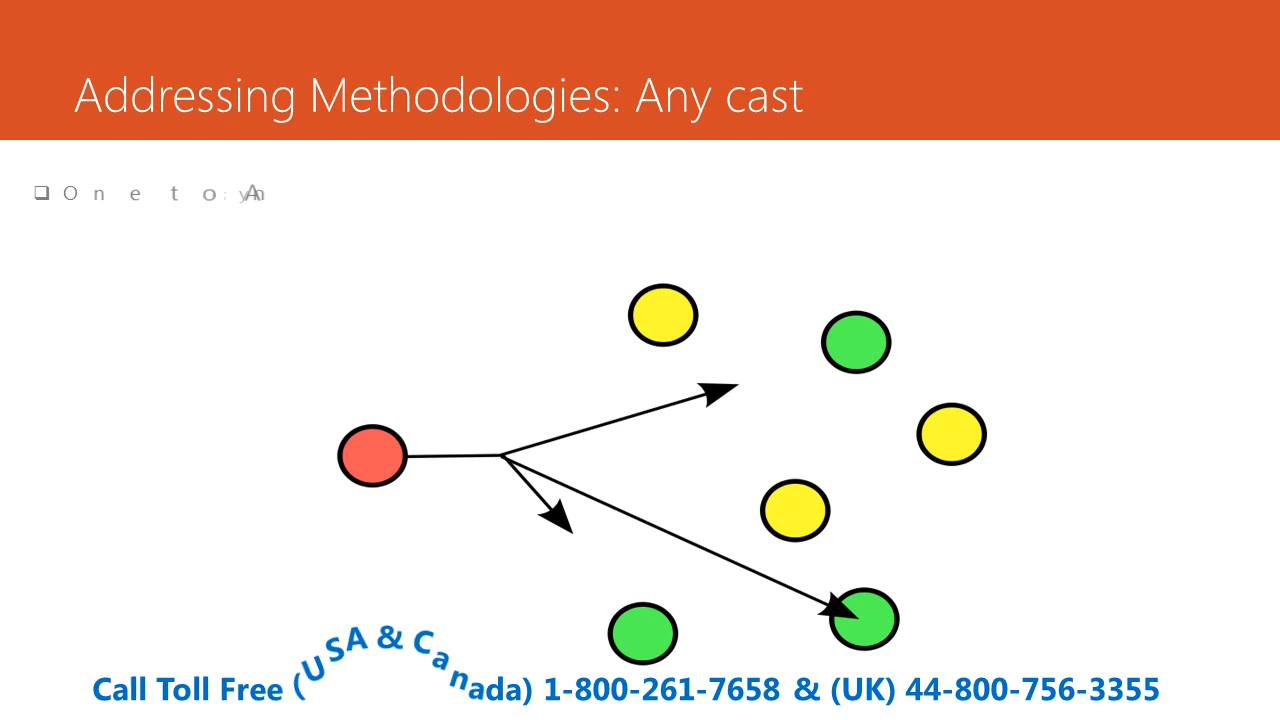 Addressing Methodologies: Any cast
One to
Call Toll Free (USA & Canada) 1-800-261-7658 & (UK) 44-800-756-3355